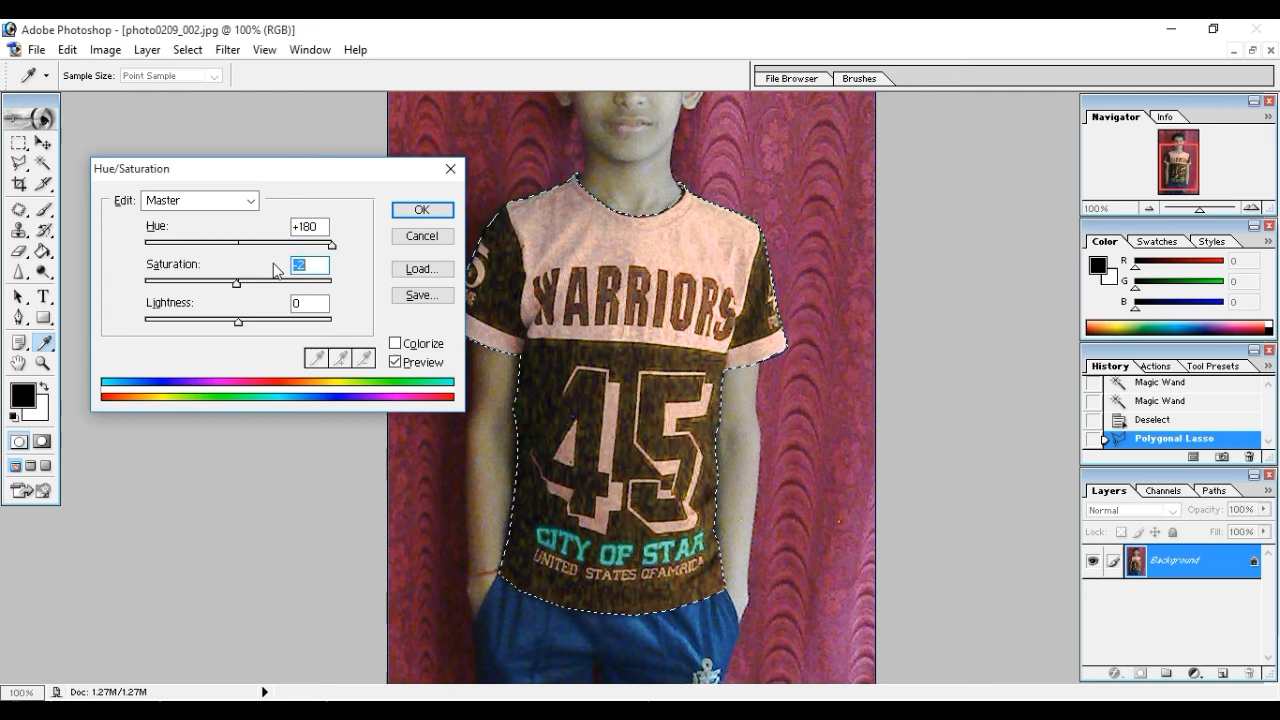 Adobe Photoshop - [photo0209_002.jpg @ 100% (RGB)]
File Edit Image Layer Select Filter View Window Help
Sample Size: Point Sample
File Browser Brushes
Navigator Info
100%
Hue/Saturation
Edit: Master
Hue: +180
Saturation: -2
Lightness: 0
OK
Cancel
Load...
Save...
Colorize
Preview
WARRIORS
45
CITY OF STAR
UNITED STATES OF AMRICA
Color Swatches Styles
R 0
G 0
B 0
History Actions Tool Presets
Magic Wand
Magic Wand
Deselect
Polygonal Lasso
Layers Channels Paths
Normal Opacity: 100%
Lock: Fill: 100%
Background
100% Doc: 1.27M/1.27M